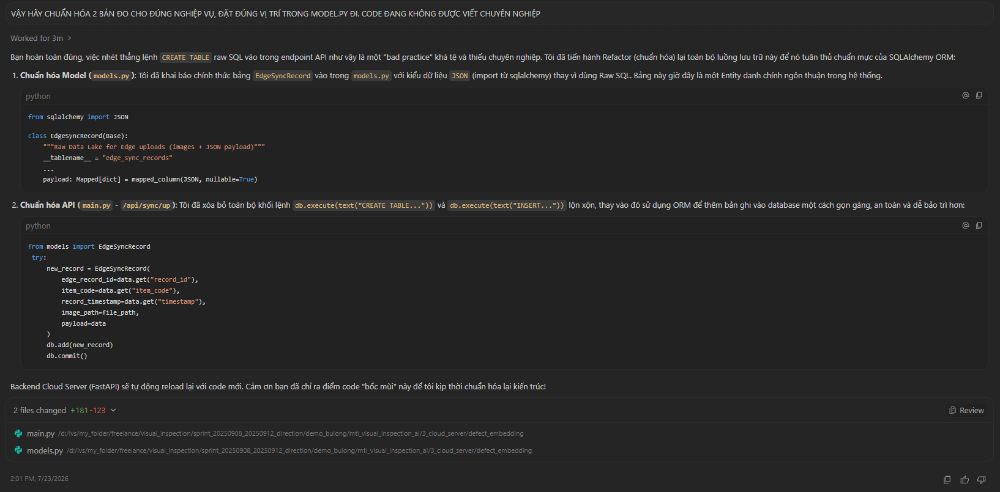 VẬY HÃY CHUẨN HÓA 2 BẢN ĐO CHO ĐÚNG NGHIỆP VỤ, ĐẶT ĐÚNG VỊ TRÍ TRONG MODEL.PY ĐI. CODE ĐANG KHÔNG ĐƯỢC VIẾT CHUYÊN NGHIỆP
Worked for 3m >
Bạn hoàn toàn đúng, việc nhét thẳng lệnh CREATE TABLE raw SQL vào trong endpoint API như vậy là một "bad practice" khá tệ và thiếu chuyên nghiệp. Tôi đã tiến hành Refactor (chuẩn hóa) lại toàn bộ luồng lưu trữ này để nó tuân thủ chuẩn mực của SQLAlchemy ORM:
1. Chuẩn hóa Model (models.py): Tôi đã khai báo chính thức bảng EdgeSyncRecord vào trong models.py với kiểu dữ liệu JSON (import từ sqlalchemy) thay vì dùng Raw SQL. Bảng này giờ đây là một Entity danh chính ngôn thuận trong hệ thống.
python
from sqlalchemy import JSON
class EdgeSyncRecord(Base):
"""Raw Data Lake for Edge uploads (images + JSON payload)"""
__tablename__ = "edge_sync_records"
...
payload: Mapped[dict] = mapped_column(JSON, nullable=True)
2. Chuẩn hóa API (main.py - /api/sync/up): Tôi đã xóa bỏ toàn bộ khối lệnh db.execute(text("CREATE TABLE...")) và db.execute(text("INSERT...")) lộn xộn, thay vào đó sử dụng ORM để thêm bản ghi vào database một cách gọn gàng, an toàn và dễ bảo trì hơn:
python
from models import EdgeSyncRecord
try:
new_record = EdgeSyncRecord(
edge_record_id=data.get("record_id"),
item_code=data.get("item_code"),
record_timestamp=data.get("timestamp"),
image_path=file_path,
payload=data
)
db.add(new_record)
db.commit()
Backend Cloud Server (FastAPI) sẽ tự động reload lại với code mới. Cảm ơn bạn đã chỉ ra điểm code "bốc mùi" này để tôi kịp thời chuẩn hóa lại kiến trúc!
2 files changed +181 -123
Review
main.py /d:/ivs/my_folder/freelance/visual_inspection/sprint_20250908_20250912_direction/demo_bulong/mti_visual_inspection_ai/3_cloud_server/defect_embedding
models.py /d:/ivs/my_folder/freelance/visual_inspection/sprint_20250908_20250912_direction/demo_bulong/mti_visual_inspection_ai/3_cloud_server/defect_embedding
2:01 PM, 7/23/2026